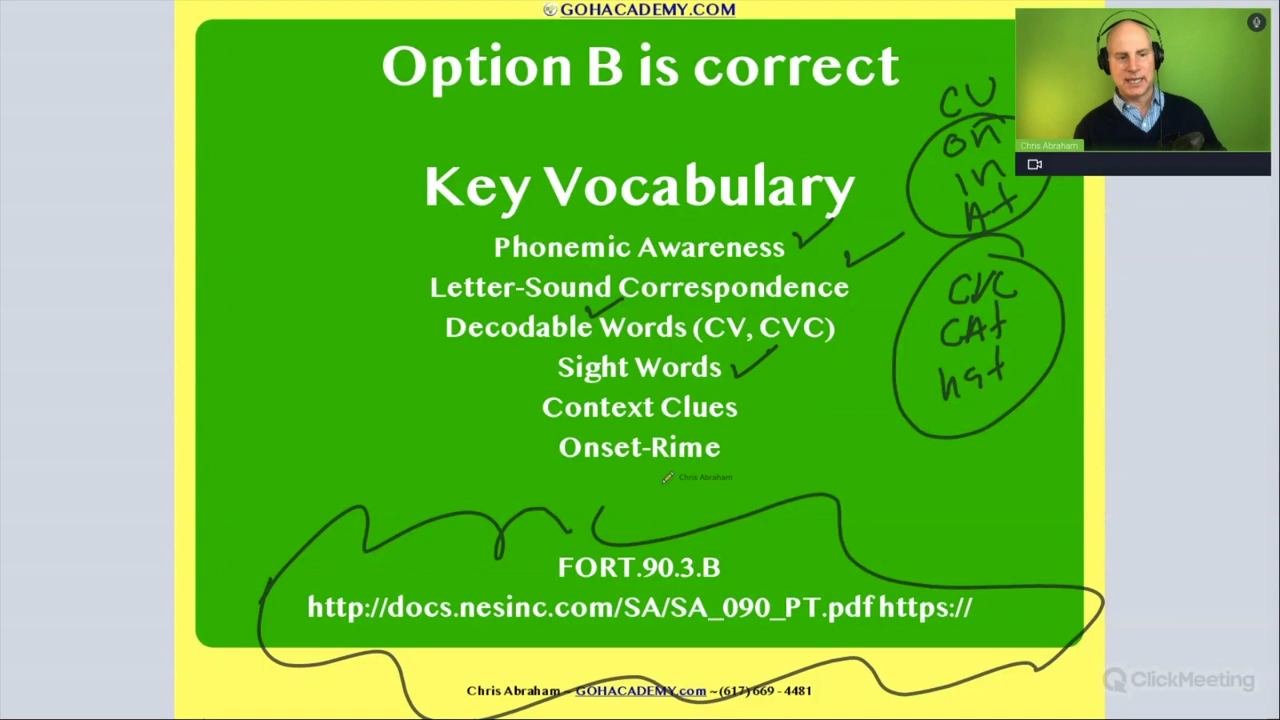 GOHACADEMY.COM
Option B is correct
Key Vocabulary
Phonemic Awareness
Letter-Sound Correspondence
Decodable Words (CV, CVC)
Sight Words
Context Clues
Onset-Rime
Chris Abraham
FORT.90.3.B
http://docs.nesinc.com/SA/SA_090_PT.pdf https://
Chris Abraham ~ GOHACADEMY.com ~(617) 669 - 4481
CV
on
in
At
CVC
CAt
hat
Chris Abraham
ClickMeeting